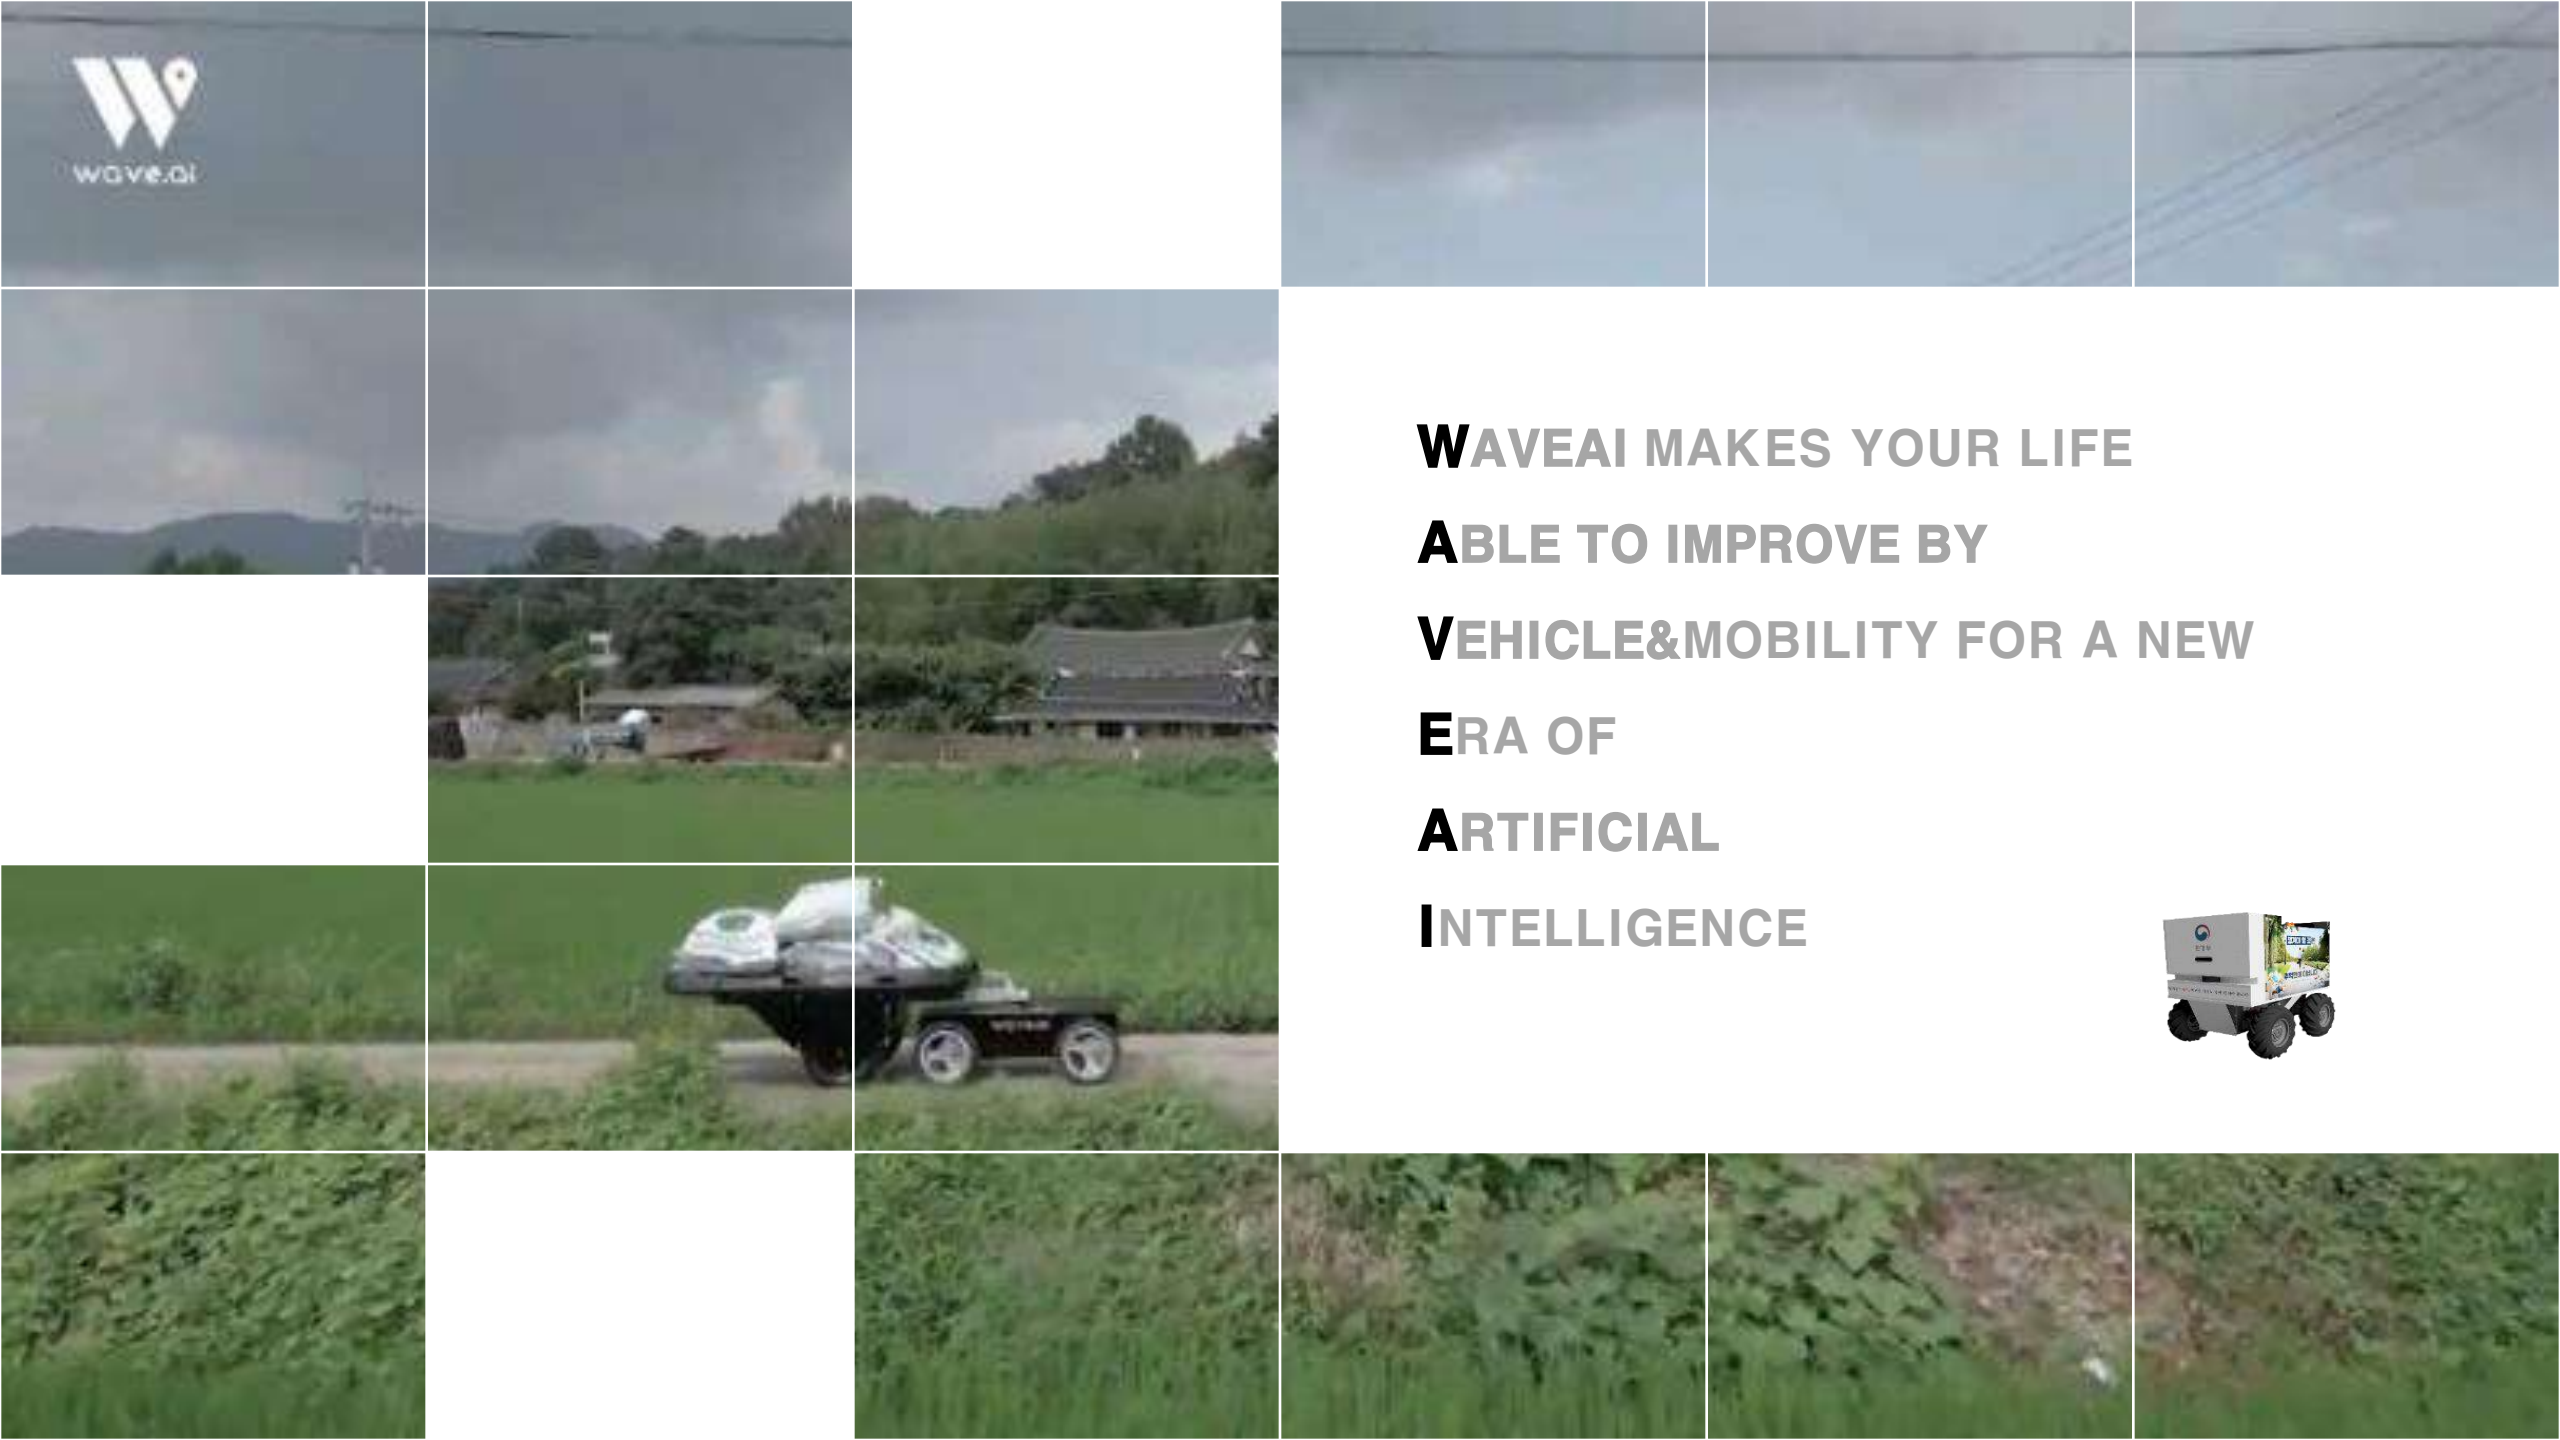 wave.ai
WAVEAI MAKES YOUR LIFE
ABLE TO IMPROVE BY
VEHICLE&MOBILITY FOR A NEW
ERA OF
ARTIFICIAL
INTELLIGENCE